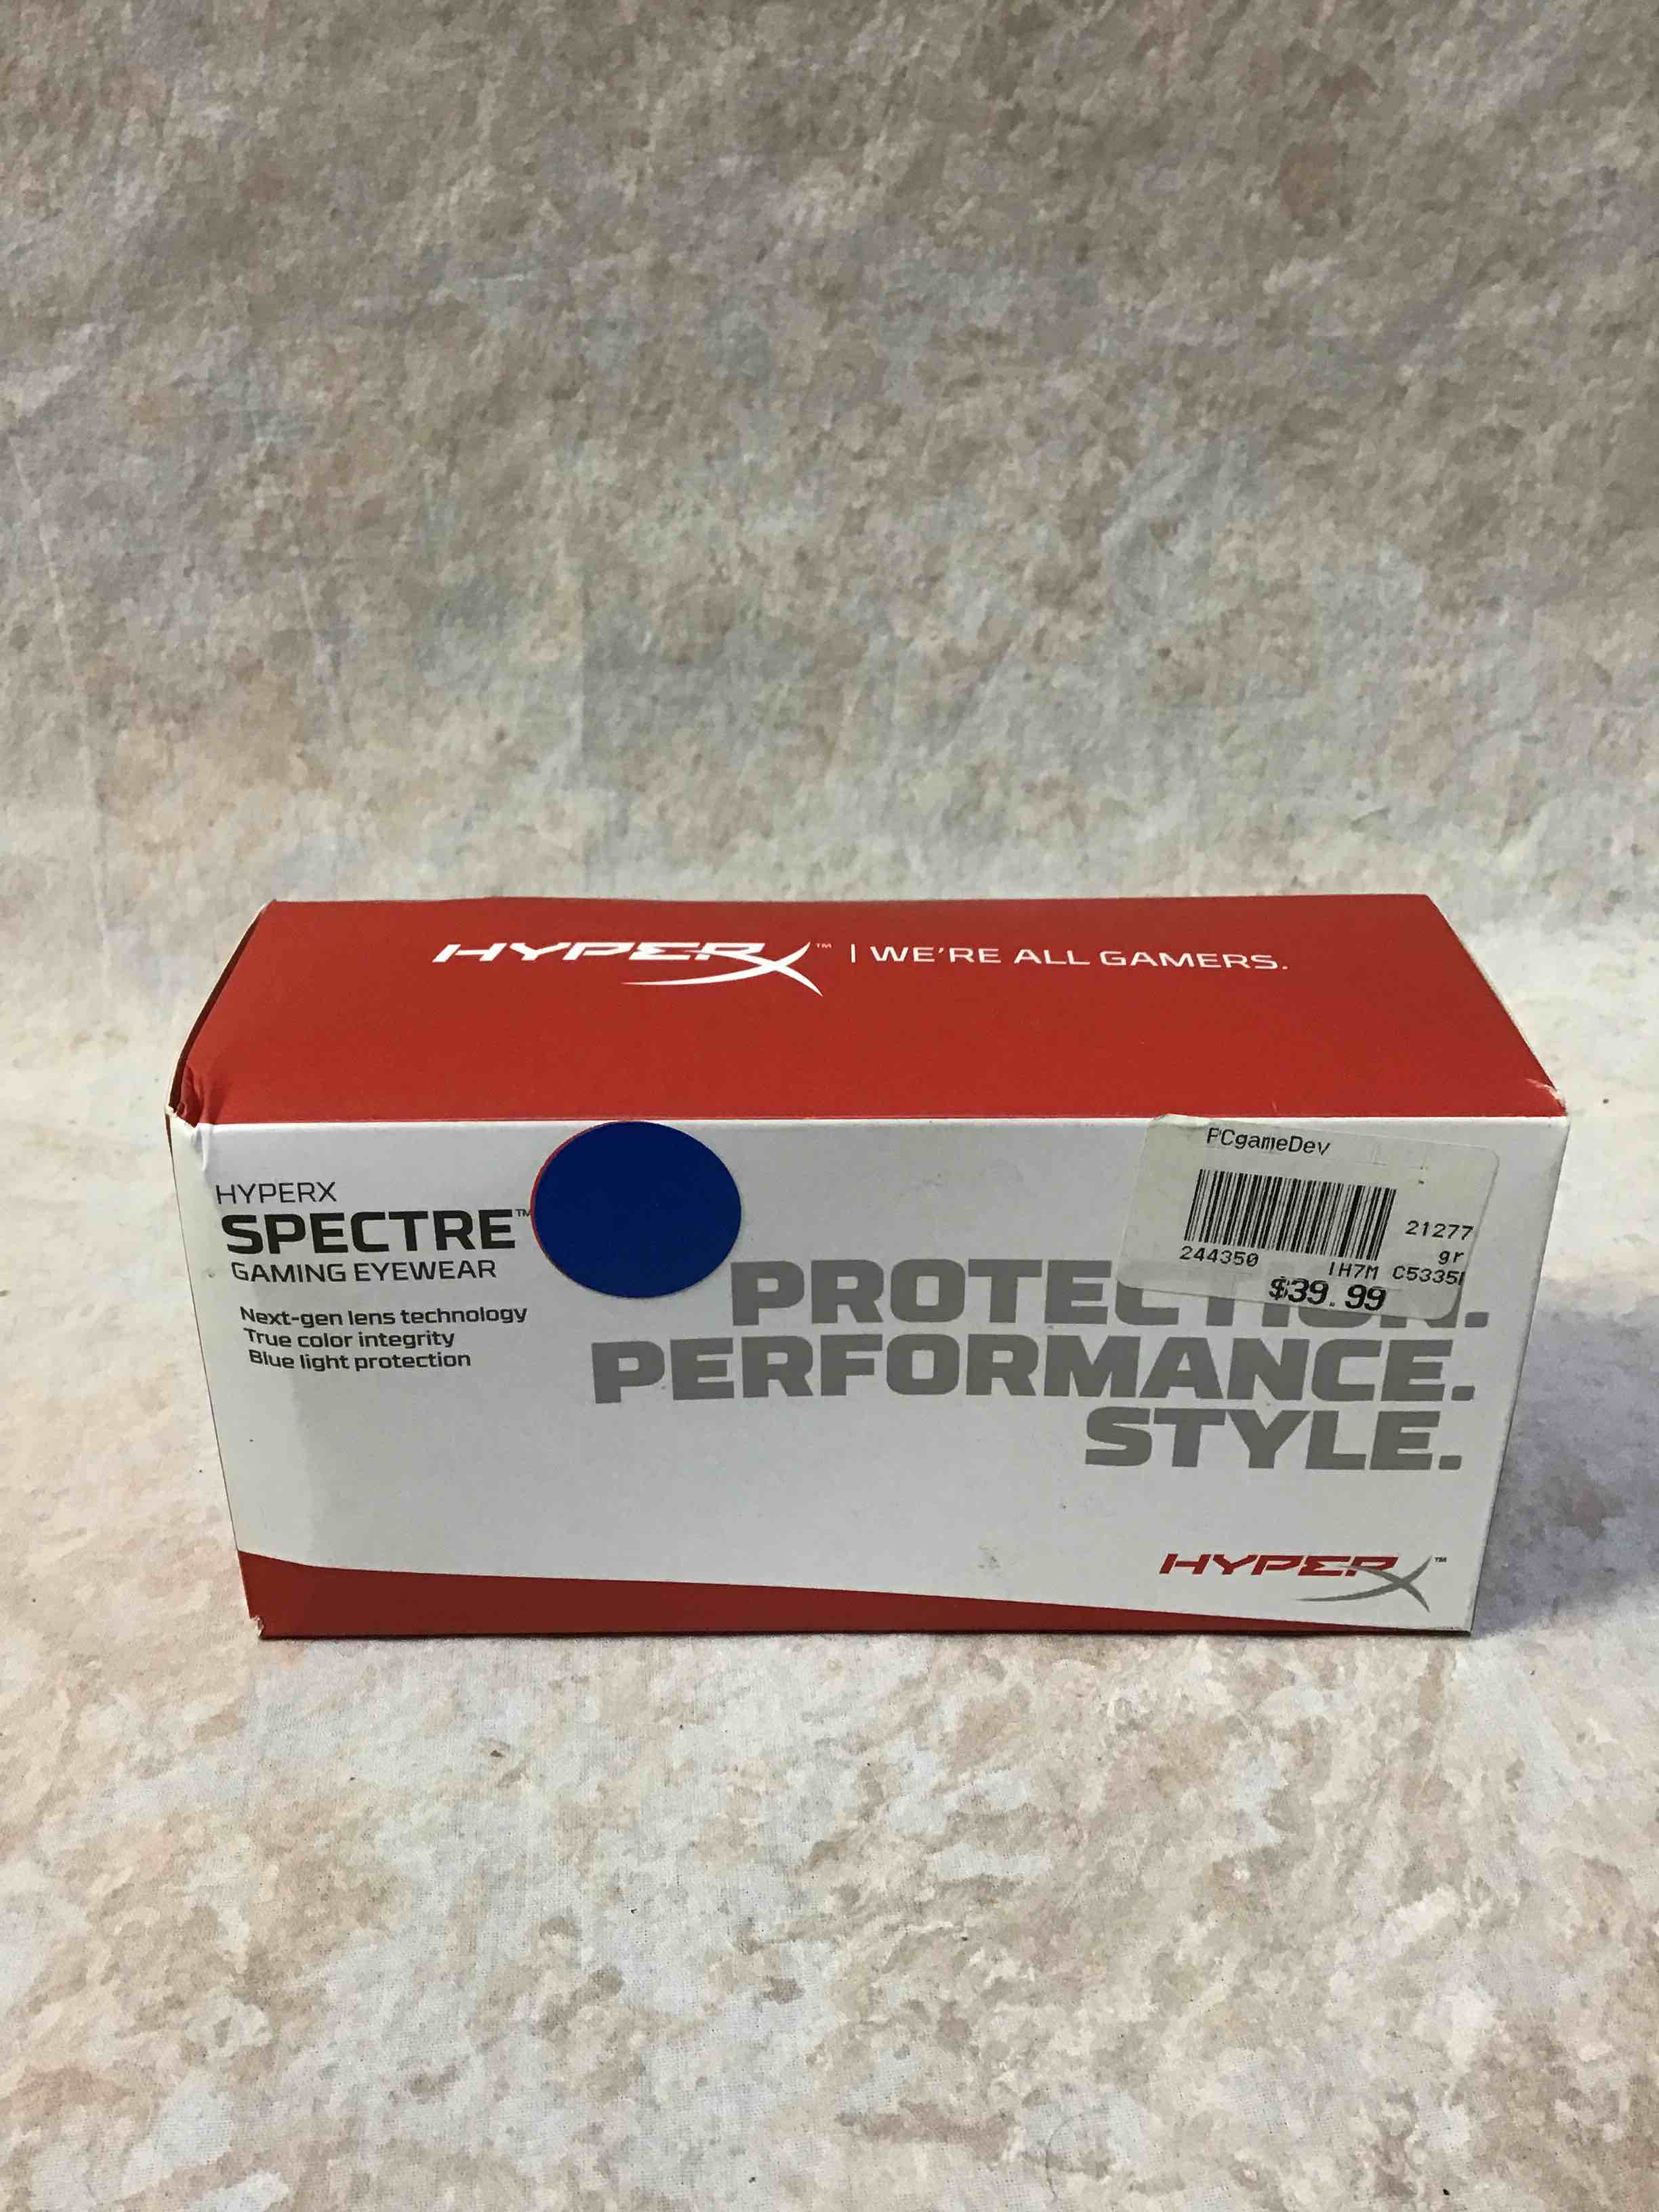 HYPERX™ | WE'RE ALL GAMERS.
HYPERX
SPECTRE™
GAMING EYEWEAR
Next-gen lens technology
True color integrity
Blue light protection
PCgameDev
21277
gr
244350 IH7M C5335
$39.99
PROTECTION.
PERFORMANCE.
STYLE.
HYPERX™